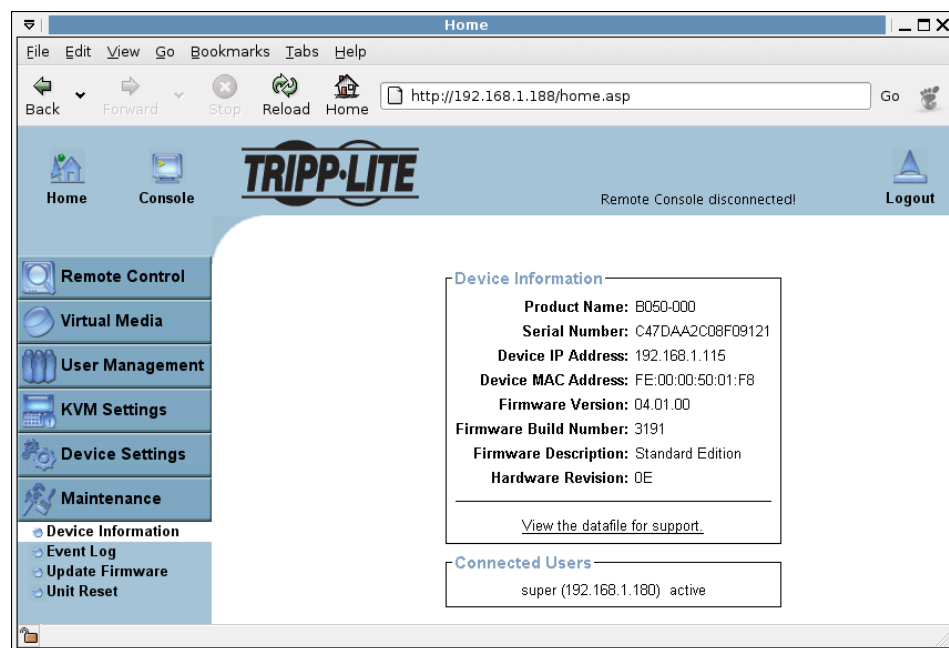 Home
File Edit View Go Bookmarks Tabs Help
Back Forward Stop Reload Home http://192.168.1.188/home.asp Go
TRIPP·LITE
Home Console Remote Console disconnected! Logout
Remote Control
Virtual Media
User Management
KVM Settings
Device Settings
Maintenance
Device Information
Event Log
Update Firmware
Unit Reset
Device Information
Product Name: B050-000
Serial Number: C47DAA2C08F09121
Device IP Address: 192.168.1.115
Device MAC Address: FE:00:00:50:01:F8
Firmware Version: 04.01.00
Firmware Build Number: 3191
Firmware Description: Standard Edition
Hardware Revision: 0E
View the datafile for support.
Connected Users
super (192.168.1.180) active